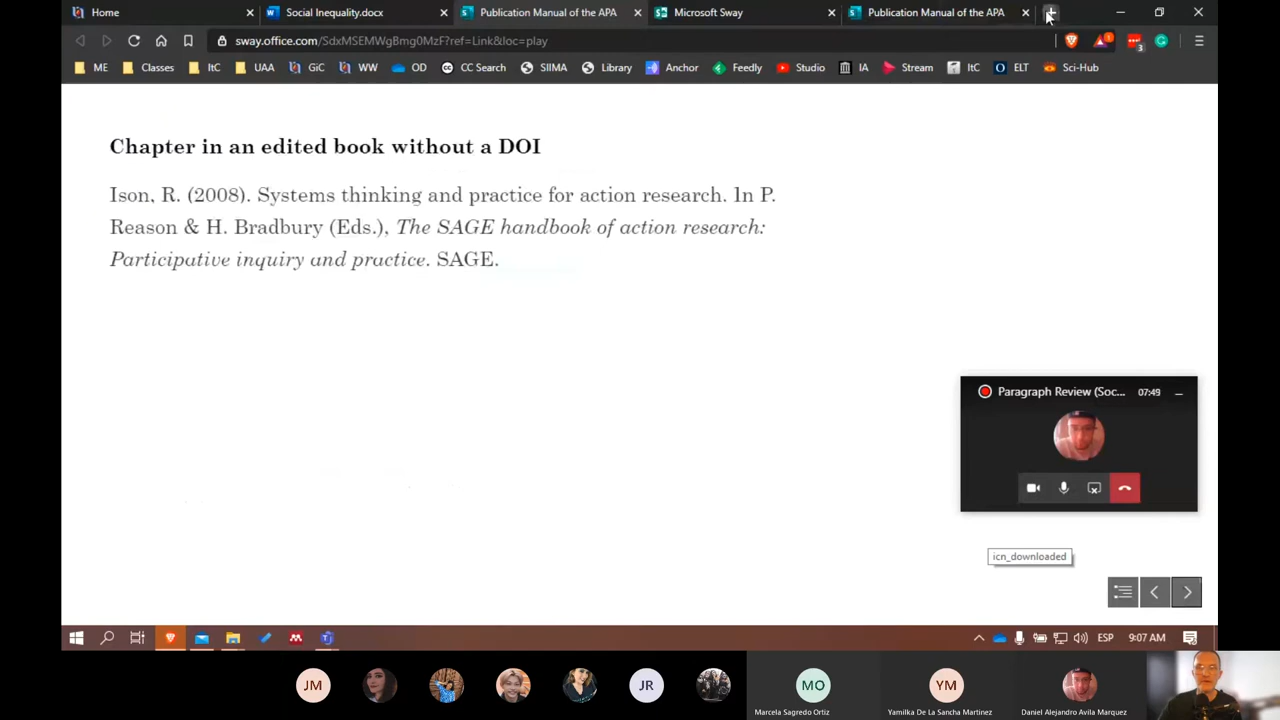 Home
Social Inequality.docx
Publication Manual of the APA
Microsoft Sway
Publication Manual of the APA
sway.office.com/SdxMSEMWgBmg0MzF?ref=Link&loc=play
1
3
ME
Classes
ItC
UAA
GiC
WW
OD
CC Search
SIIMA
Library
Anchor
Feedly
Studio
IA
Stream
ItC
ELT
Sci-Hub
Chapter in an edited book without a DOI
Ison, R. (2008). Systems thinking and practice for action research. In P.
Reason & H. Bradbury (Eds.), The SAGE handbook of action research:
Participative inquiry and practice. SAGE.
Paragraph Review (Soc... 07:49
icn_downloaded
ESP
9:07 AM
JM
JR
MO
YM
Marcela Sagredo Ortiz
Yamilka De La Sancha Martinez
Daniel Alejandro Avila Marquez